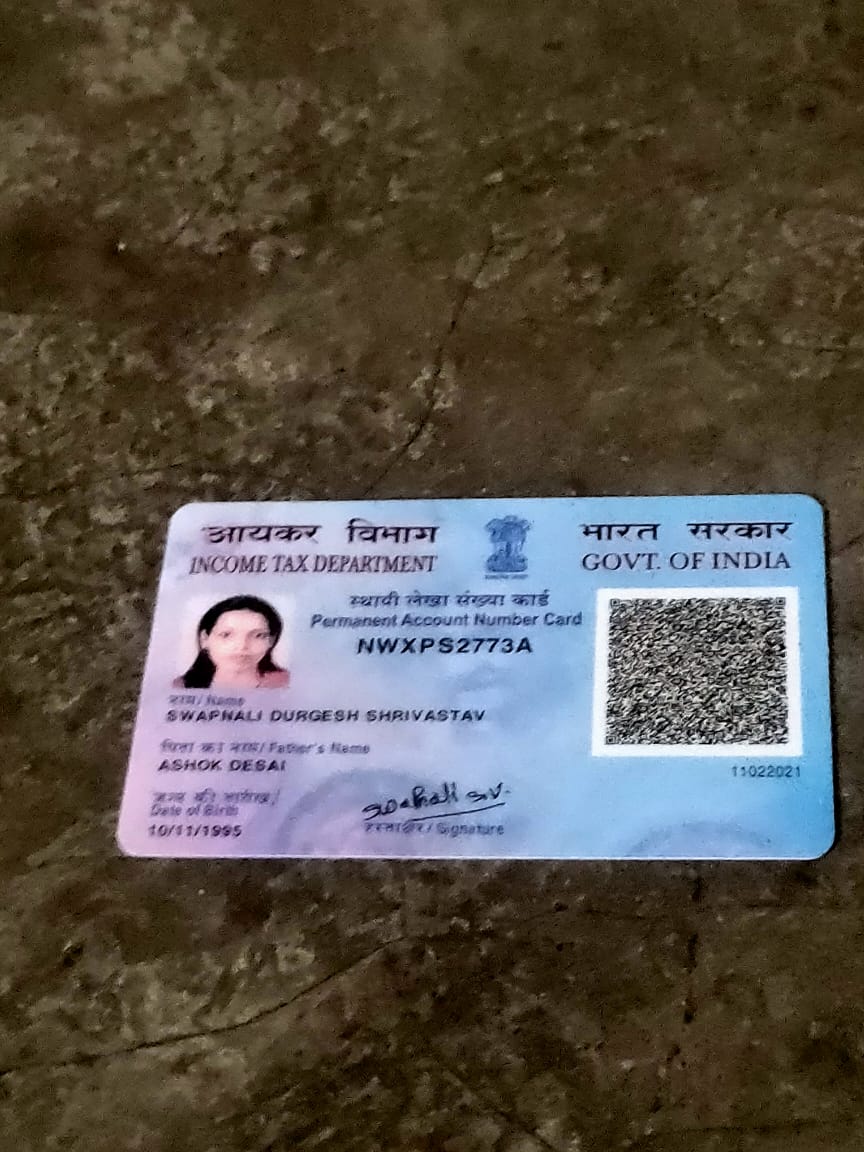 आयकर विभाग
INCOME TAX DEPARTMENT
भारत सरकार
GOVT. OF INDIA
स्थायी लेखा संख्या कार्ड
Permanent Account Number Card
NWXPS2773A
नाम/Name
SWAPNALI DURGESH SHRIVASTAV
पिता का नाम/Father's Name
ASHOK DESAI
जन्म की तारीख/
Date of Birth
10/11/1995
हस्ताक्षर/Signature
11022021